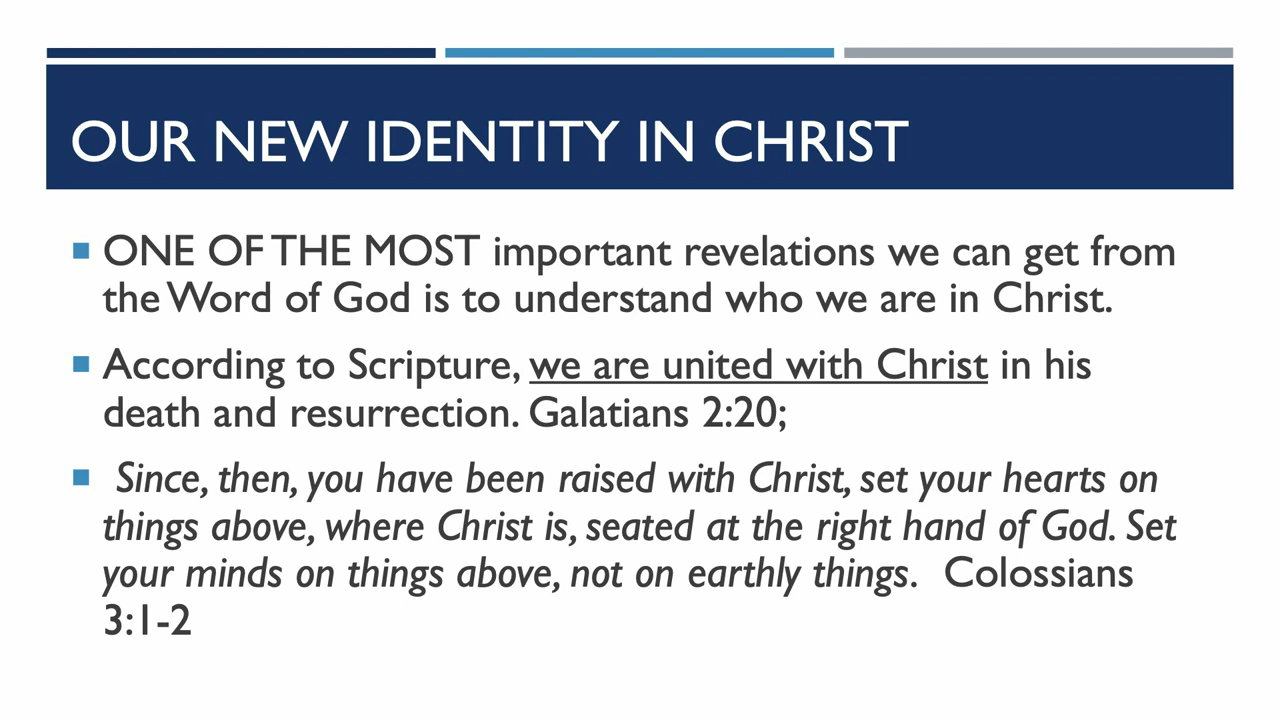 OUR NEW IDENTITY IN CHRIST
ONE OF THE MOST important revelations we can get from
the Word of God is to understand who we are in Christ.
According to Scripture, we are united with Christ in his
death and resurrection. Galatians 2:20;
Since, then, you have been raised with Christ, set your hearts on
things above, where Christ is, seated at the right hand of God. Set
your minds on things above, not on earthly things. Colossians
3:1-2